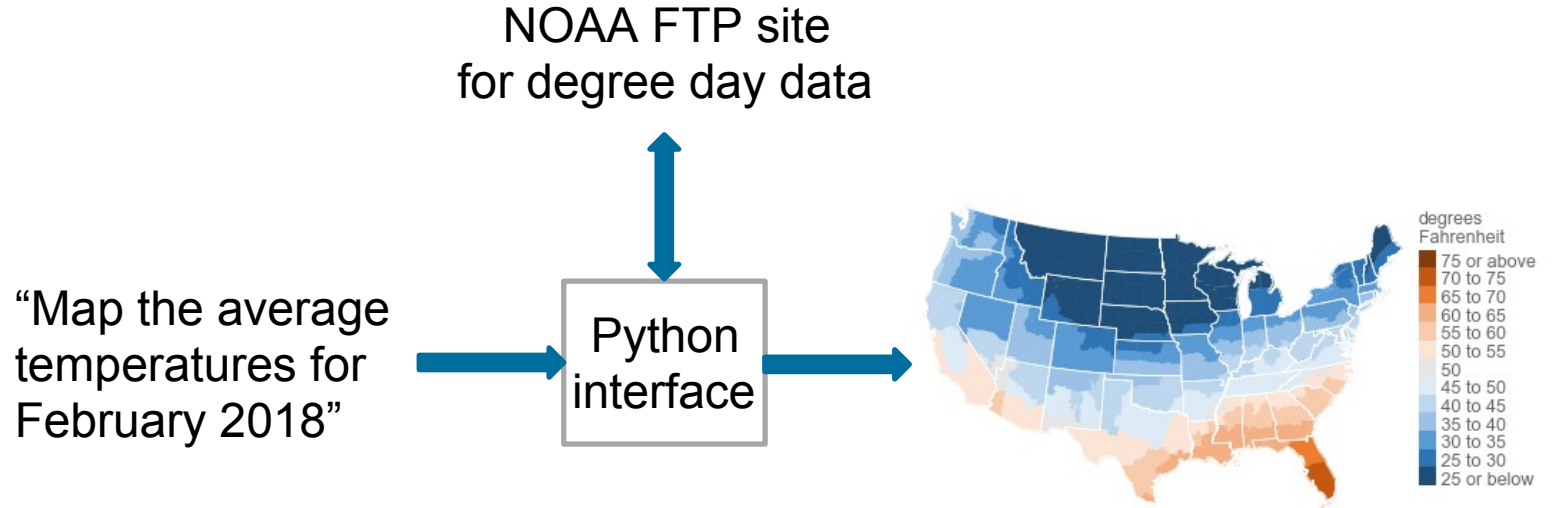 NOAA FTP site
for degree day data
“Map the average
temperatures for
February 2018”
Python
interface
degrees
Fahrenheit
75 or above
70 to 75
65 to 70
60 to 65
55 to 60
50 to 55
50
45 to 50
40 to 45
35 to 40
30 to 35
25 to 30
25 or below